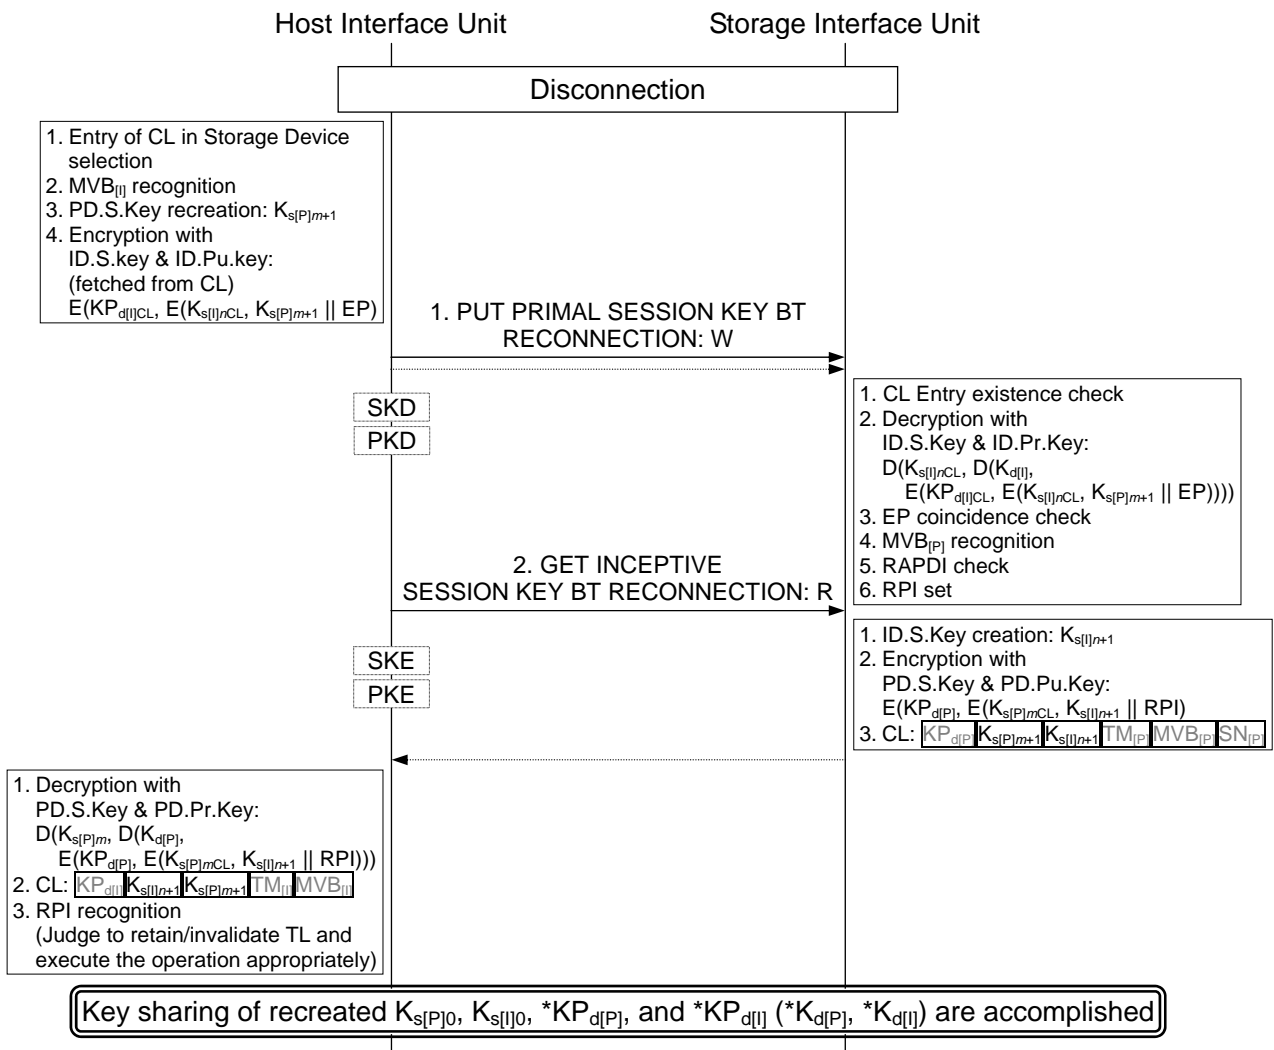 Host Interface Unit
Storage Interface Unit
Disconnection
1. Entry of CL in Storage Device
selection
2. MVB[I] recognition
3. PD.S.Key recreation: Ks[P]m+1
4. Encryption with
ID.S.key & ID.Pu.key:
(fetched from CL)
E(KPd[I]CL, E(Ks[I]nCL, Ks[P]m+1 || EP)
1. PUT PRIMAL SESSION KEY BT
RECONNECTION: W
SKD
PKD
1. CL Entry existence check
2. Decryption with
ID.S.Key & ID.Pr.Key:
D(Ks[I]nCL, D(Kd[I],
E(KPd[I]CL, E(Ks[I]nCL, Ks[P]m+1 || EP))))
3. EP coincidence check
4. MVB[P] recognition
5. RAPDI check
6. RPI set
2. GET INCEPTIVE
SESSION KEY BT RECONNECTION: R
SKE
PKE
1. ID.S.Key creation: Ks[I]n+1
2. Encryption with
PD.S.Key & PD.Pu.Key:
E(KPd[P], E(Ks[P]mCL, Ks[I]n+1 || RPI)
3. CL: KPd[P] Ks[P]m+1 Ks[I]n+1 TM[P] MVB[P] SN[P]
1. Decryption with
PD.S.Key & PD.Pr.Key:
D(Ks[P]m, D(Kd[P],
E(KPd[P], E(Ks[P]mCL, Ks[I]n+1 || RPI)))
2. CL: KPd[I] Ks[I]n+1 Ks[P]m+1 TM[I] MVB[I]
3. RPI recognition
(Judge to retain/invalidate TL and
execute the operation appropriately)
Key sharing of recreated Ks[P]0, Ks[I]0, *KPd[P], and *KPd[I] (*Kd[P], *Kd[I]) are accomplished